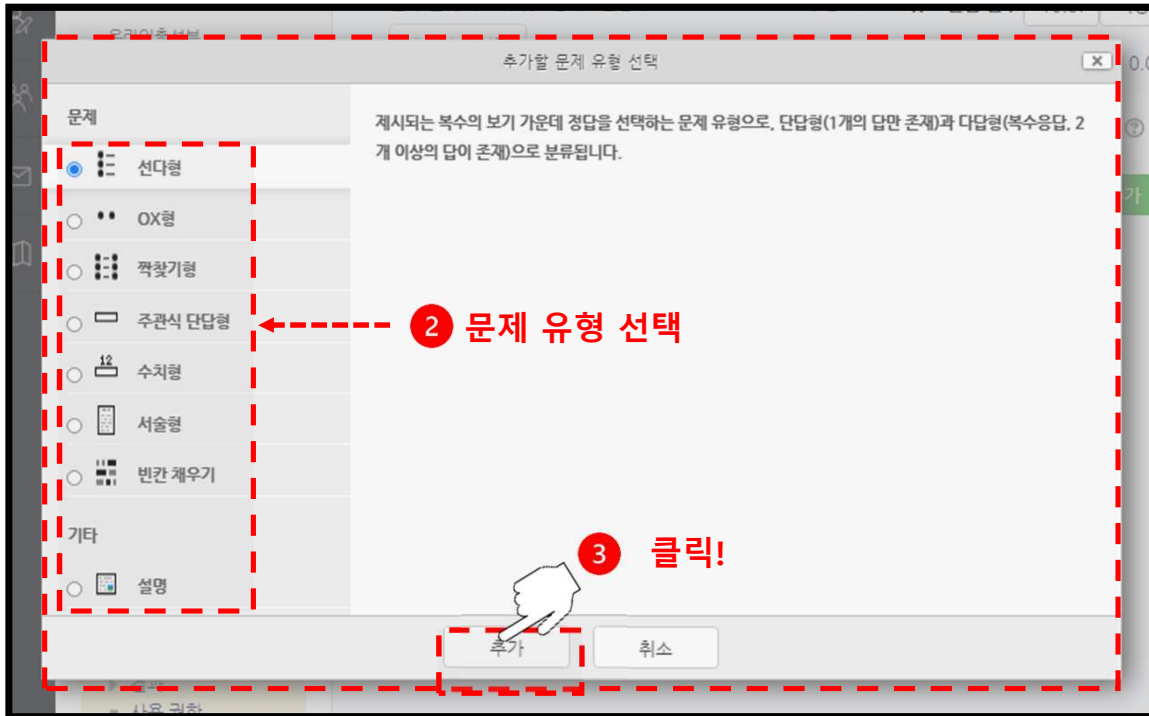 추가할 문제 유형 선택
문제
제시되는 복수의 보기 가운데 정답을 선택하는 문제 유형으로, 단답형(1개의 답만 존재)과 다답형(복수응답, 2
개 이상의 답이 존재)으로 분류됩니다.
선다형
OX형
짝찾기형
주관식 단답형
2 문제 유형 선택
12
수치형
서술형
빈칸 채우기
기타
3 클릭!
설명
추가
취소
사용 권한